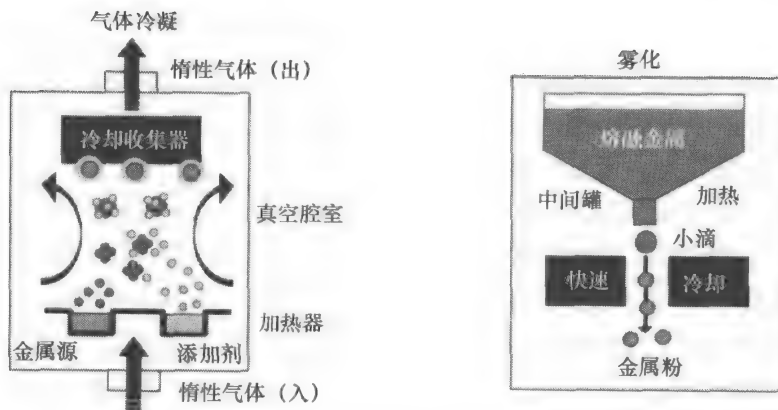 气体冷凝
惰性气体（出）
冷却收集器
真空腔室
加热器
金属源
添加剂
惰性气体（入）
雾化
熔融金属
中间罐
加热
小滴
快速
冷却
金属粉